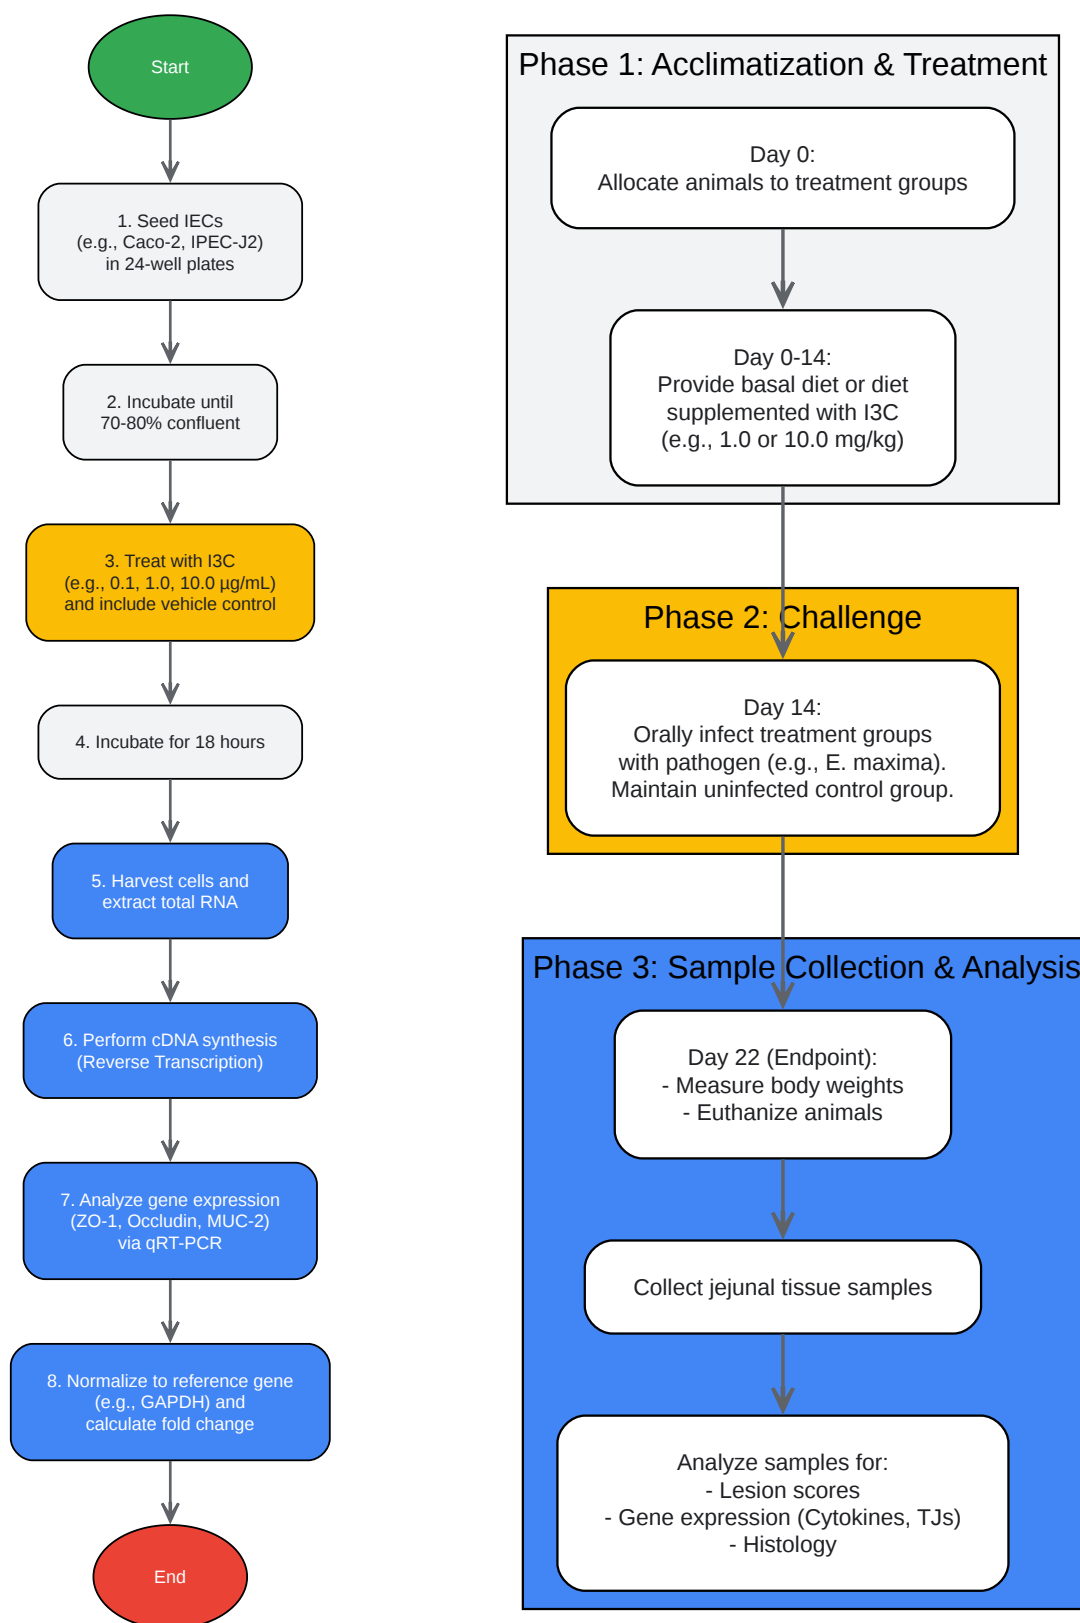 Start
1. Seed IECs
(e.g., Caco-2, IPEC-J2)
in 24-well plates
2. Incubate until
70-80% confluent
3. Treat with I3C
(e.g., 0.1, 1.0, 10.0 µg/mL)
and include vehicle control
4. Incubate for 18 hours
5. Harvest cells and
extract total RNA
6. Perform cDNA synthesis
(Reverse Transcription)
7. Analyze gene expression
(ZO-1, Occludin, MUC-2)
via qRT-PCR
8. Normalize to reference gene
(e.g., GAPDH) and
calculate fold change
End
Phase 1: Acclimatization & Treatment
Day 0:
Allocate animals to treatment groups
Day 0-14:
Provide basal diet or diet
supplemented with I3C
(e.g., 1.0 or 10.0 mg/kg)
Phase 2: Challenge
Day 14:
Orally infect treatment groups
with pathogen (e.g., E. maxima).
Maintain uninfected control group.
Phase 3: Sample Collection & Analysis
Day 22 (Endpoint):
- Measure body weights
- Euthanize animals
Collect jejunal tissue samples
Analyze samples for:
- Lesion scores
- Gene expression (Cytokines, TJs)
- Histology